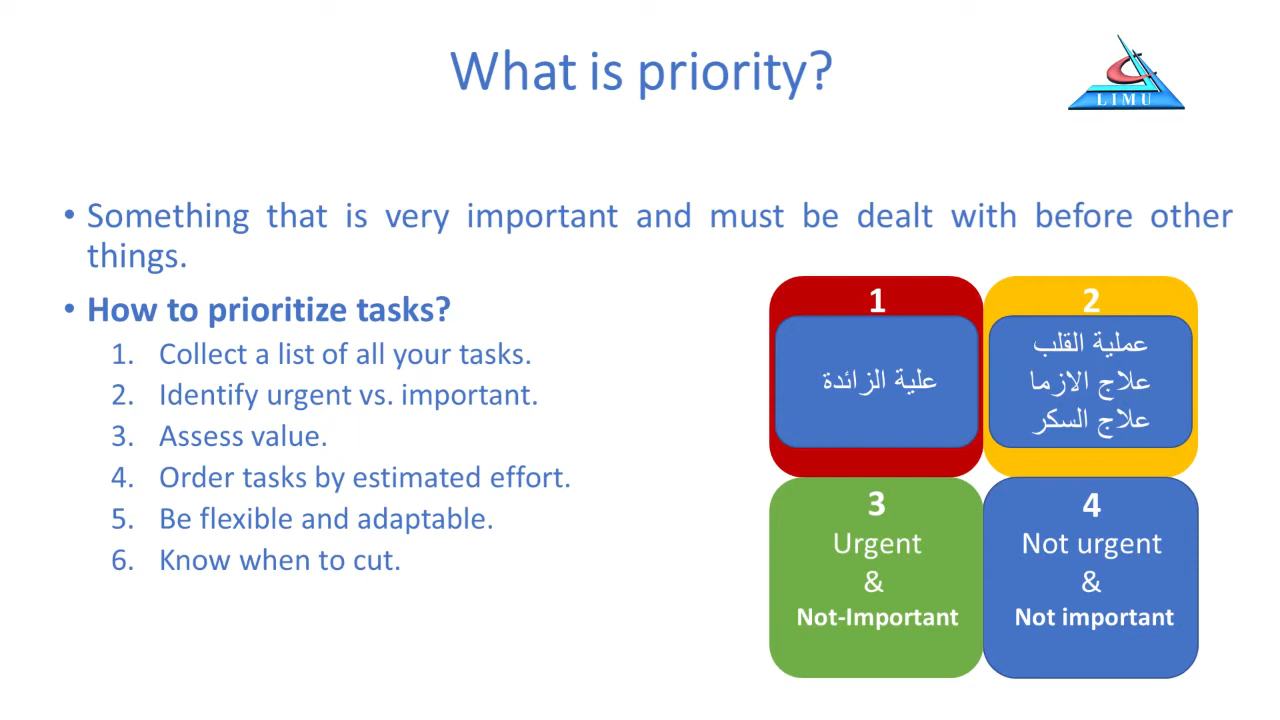 What is priority?
LIMU
• Something that is very important and must be dealt with before other
things.
• How to prioritize tasks?
1. Collect a list of all your tasks.
2. Identify urgent vs. important.
3. Assess value.
4. Order tasks by estimated effort.
5. Be flexible and adaptable.
6. Know when to cut.
1
علية الزائدة
2
عملية القلب
علاج الازما
علاج السكر
3
Urgent
&
Not-Important
4
Not urgent
&
Not important